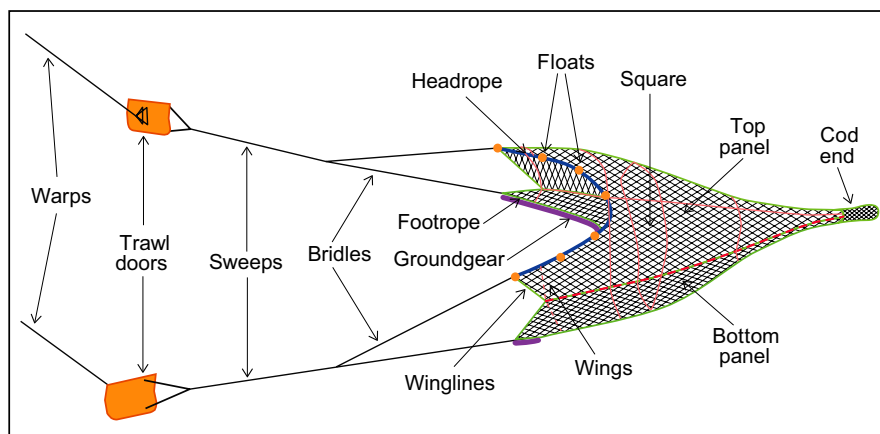 Floats
Headrope
Square
Top
panel
Cod
end
Warps
Trawl
doors
Sweeps
Bridles
Footrope
Groundgear
Winglines
Wings
Bottom
panel